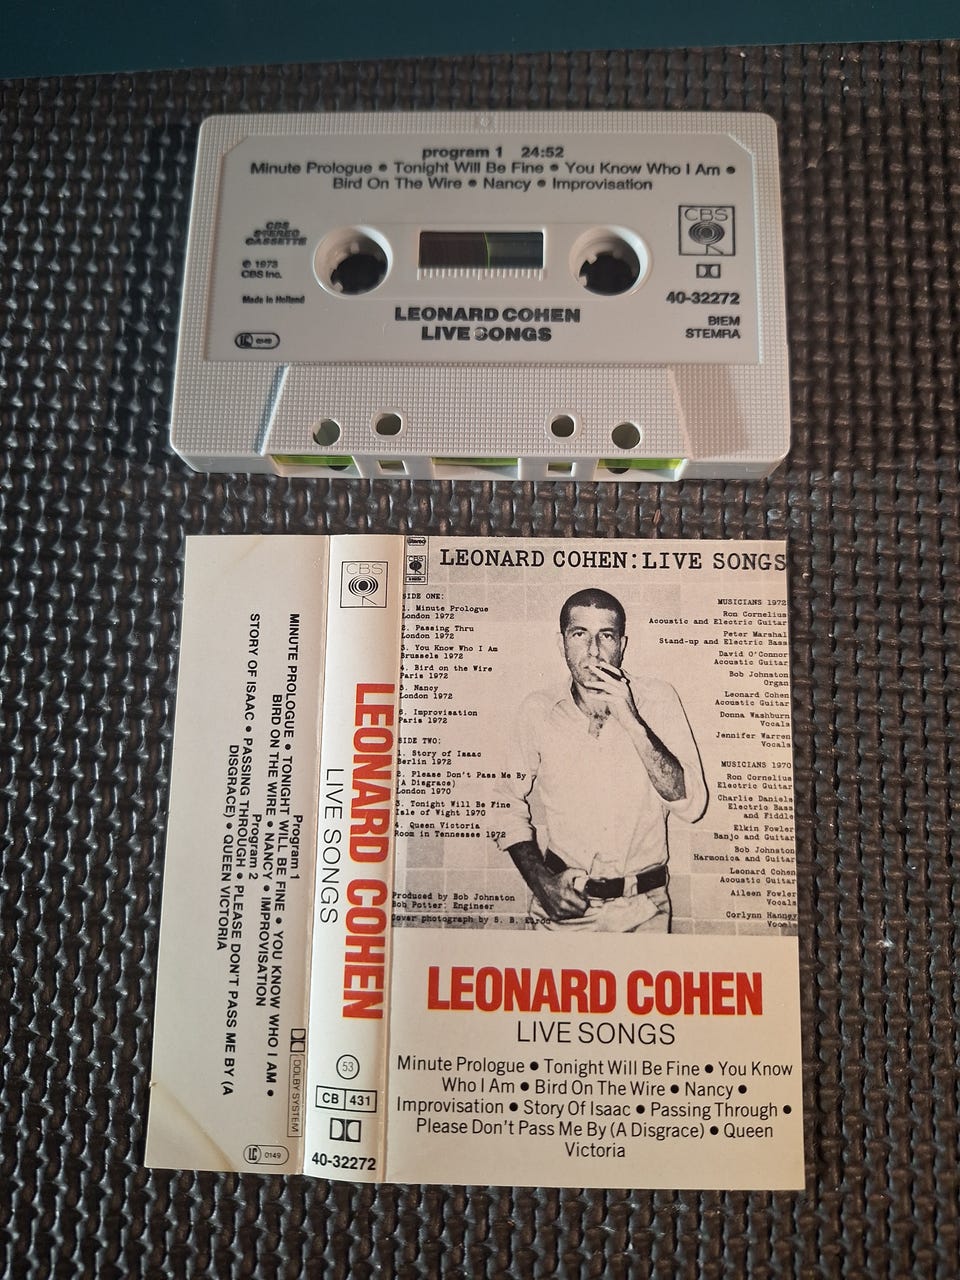 program 1 24:52
Minute Prologue • Tonight Will Be Fine • You Know Who I Am •
Bird On The Wire • Nancy • Improvisation
CBS
STEREO
CASSETTE
℗ 1973
CBS Inc.
Made in Holland
LC 0149
CBS
40-32272
BIEM
STEMRA
LEONARD COHEN
LIVE SONGS
Program 1
MINUTE PROLOGUE • TONIGHT WILL BE FINE • YOU KNOW WHO I AM •
BIRD ON THE WIRE • NANCY • IMPROVISATION
Program 2
STORY OF ISAAC • PASSING THROUGH • PLEASE DON'T PASS ME BY (A
DISGRACE) • QUEEN VICTORIA
DOLBY SYSTEM
LC 0149
CBS
LEONARD COHEN
LIVE SONGS
53
CB 431
40-32272
Stereo
CBS
LEONARD COHEN: LIVE SONGS
SIDE ONE:
1. Minute Prologue
London 1972
2. Passing Thru
London 1972
3. You Know Who I Am
Brussels 1972
4. Bird on the Wire
Paris 1972
5. Nancy
London 1972
6. Improvisation
Paris 1972
SIDE TWO:
1. Story of Isaac
Berlin 1972
2. Please Don't Pass Me By
(A Disgrace)
London 1970
3. Tonight Will Be Fine
Isle of Wight 1970
4. Queen Victoria
Room in Tennessee 1972
Produced by Bob Johnston
Bob Potter: Engineer
Cover photograph by S. B. Elrod
MUSICIANS 1972
Ron Cornelius
Acoustic and Electric Guitar
Peter Marshal
Stand-up and Electric Bass
David O'Connor
Acoustic Guitar
Bob Johnston
Organ
Leonard Cohen
Acoustic Guitar
Donna Washburn
Vocals
Jennifer Warren
Vocals
MUSICIANS 1970
Ron Cornelius
Electric Guitar
Charlie Daniels
Electric Bass
and Fiddle
Elkin Fowler
Banjo and Guitar
Bob Johnston
Harmonica and Guitar
Leonard Cohen
Acoustic Guitar
Aileen Fowler
Vocals
Corlynn Hanney
Vocals
LEONARD COHEN
LIVE SONGS
Minute Prologue • Tonight Will Be Fine • You Know
Who I Am • Bird On The Wire • Nancy •
Improvisation • Story Of Isaac • Passing Through •
Please Don't Pass Me By (A Disgrace) • Queen
Victoria